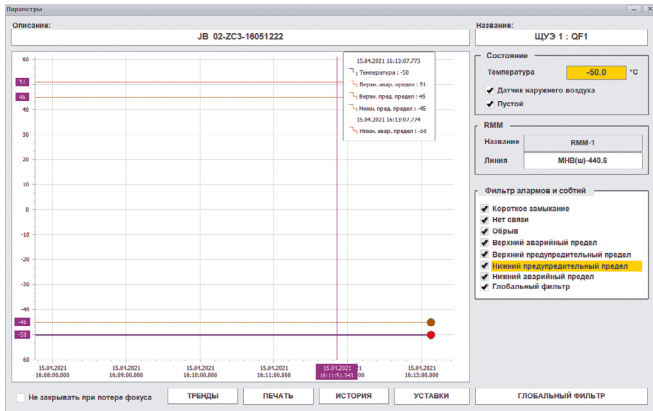 Параметры
Описание:
JB 02-ZC3-16051222
Название:
ЩУЭ 1 : QF1
60
51
45
40
30
20
10
0
-10
-20
-30
-40
-45
-50
60
15.04.2021 16:13:07.773
Температура : -50
Верхн. авар. предел : 51
Верхн. пред. предел : 45
Нижн. пред. предел : -45
15.04.2021 16:13:07.774
Нижн. авар. предел : -50
15.04.2021
16:08:00.000
15.04.2021
16:09:00.000
15.04.2021
16:10:00.000
15.04.2021
16:11:00.000
15.04.2021
15.04.2021
16:13:00.000
Состояние
Температура
-50.0
°C
Датчик наружнего воздуха
Пустой
RMM
Название
RMM-1
Линия
МНВ(ш)-440.6
Фильтр алармов и собтий
Короткое замыкание
Нет связи
Обрыв
Верхний аварийный предел
Верхний предупредительный предел
Нижний предупредительный предел
Нижний аварийный предел
Глобальный фильтр
Не закрывать при потере фокуса
ТРЕНДЫ
ПЕЧАТЬ
ИСТОРИЯ
УСТАВКИ
ГЛОБАЛЬНЫЙ ФИЛЬТР